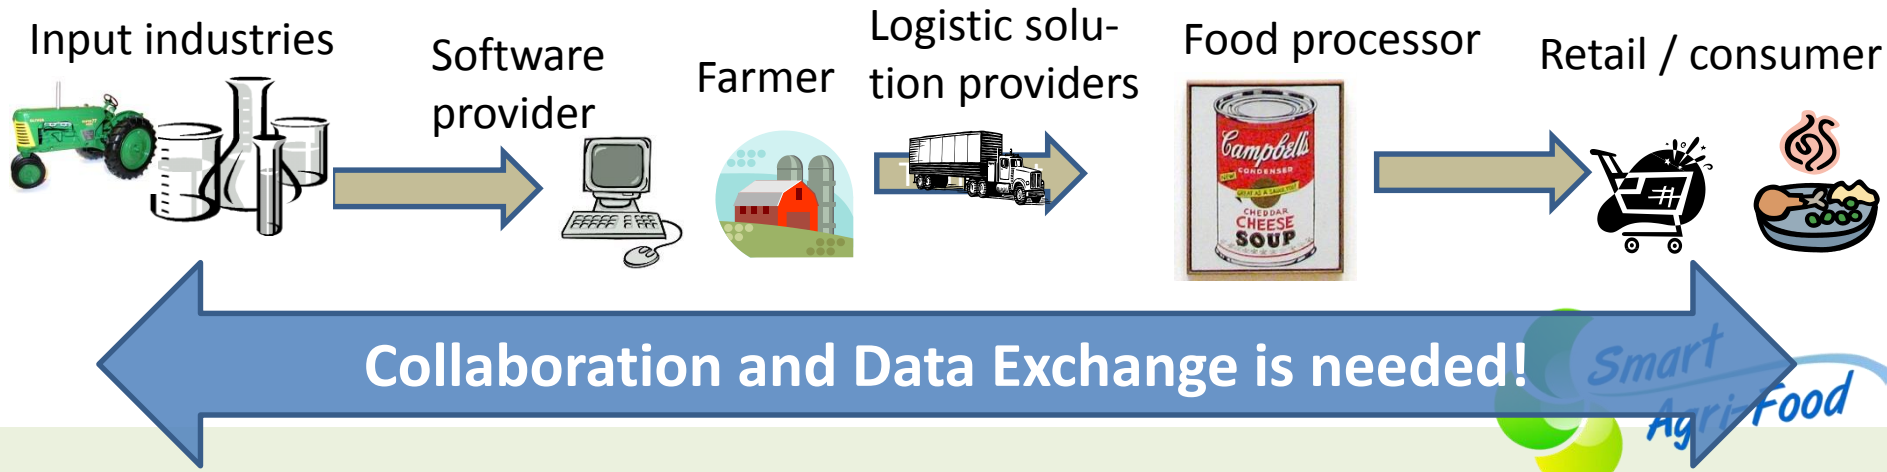 Input industries
Software
provider
Farmer
Logistic solu-
tion providers
Food processor
Retail / consumer
Campbell's
CONDENSED
CHEDDAR
CHEESE
SOUP
Collaboration and Data Exchange is needed!
Smart
Agri-Food